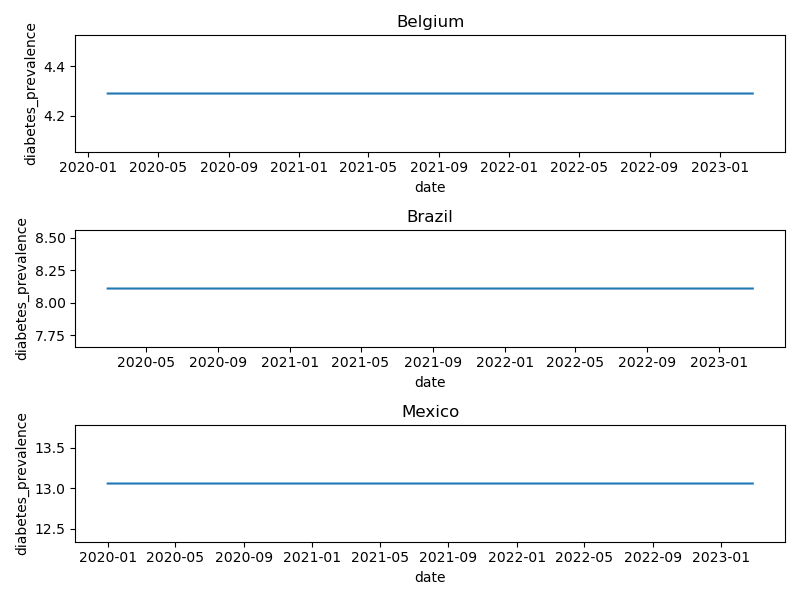 Belgium
diabetes_prevalence
4.4
4.2
2020-01 2020-05 2020-09 2021-01 2021-05 2021-09 2022-01 2022-05 2022-09 2023-01
date
Brazil
diabetes_prevalence
8.50
8.25
8.00
7.75
2020-05 2020-09 2021-01 2021-05 2021-09 2022-01 2022-05 2022-09 2023-01
date
Mexico
diabetes_prevalence
13.5
13.0
12.5
2020-01 2020-05 2020-09 2021-01 2021-05 2021-09 2022-01 2022-05 2022-09 2023-01
date